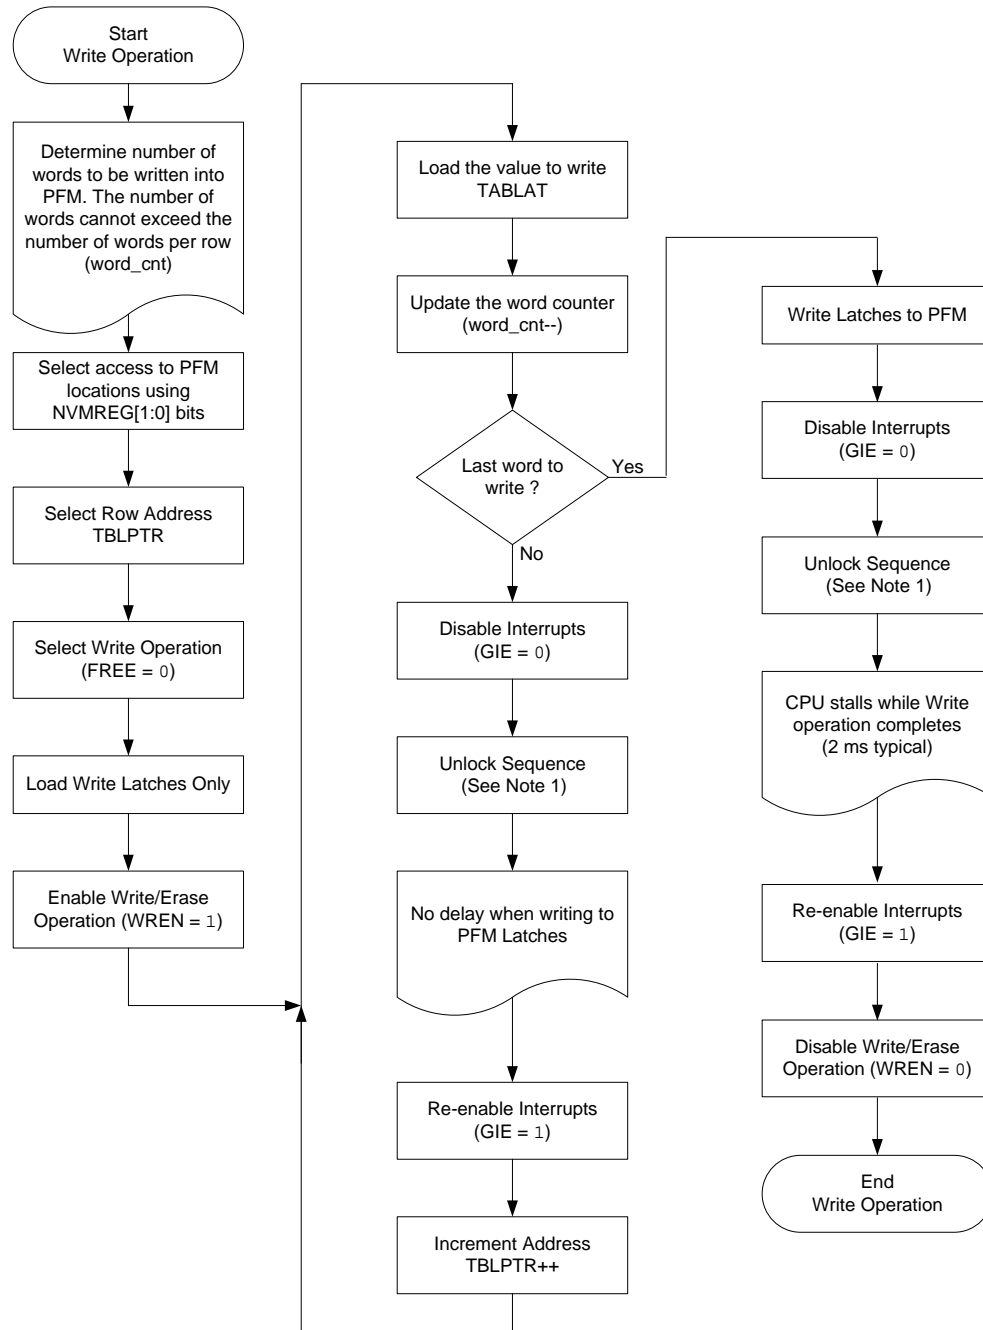 Start
Write Operation
Determine number of
words to be written into
PFM. The number of
words cannot exceed the
number of words per row
(word_cnt)
Select access to PFM
locations using
NVMREG[1:0] bits
Select Row Address
TBLPTR
Select Write Operation
(FREE = 0)
Load Write Latches Only
Enable Write/Erase
Operation (WREN = 1)
Load the value to write
TABLAT
Update the word counter
(word_cnt--)
Last word to
write ?
Yes
No
Disable Interrupts
(GIE = 0)
Unlock Sequence
(See Note 1)
No delay when writing to
PFM Latches
Re-enable Interrupts
(GIE = 1)
Increment Address
TBLPTR++
Write Latches to PFM
Disable Interrupts
(GIE = 0)
Unlock Sequence
(See Note 1)
CPU stalls while Write
operation completes
(2 ms typical)
Re-enable Interrupts
(GIE = 1)
Disable Write/Erase
Operation (WREN = 0)
End
Write Operation